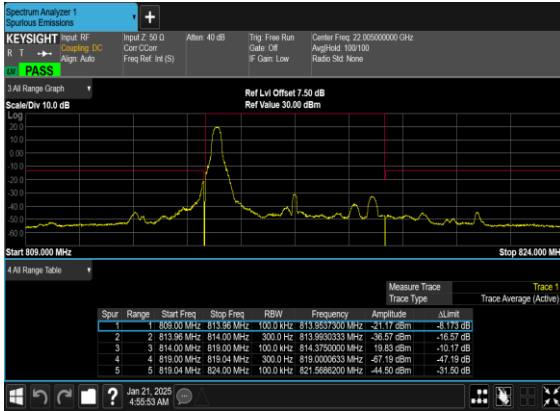 Spectrum Analyzer 1
Spurious Emissions
+
KEYSIGHT Input: RF Input Z: 50 Ω Atten: 40 dB Trig: Free Run Center Freq: 22.005000000 GHz
R T Coupling: DC Corr CCorr Gate: Off Avg|Hold: 100/100
Align: Auto Freq Ref: Int (S) IF Gain: Low Radio Std: None
PASS
3 All Range Graph
Ref Lvl Offset 7.50 dB
Scale/Div 10.0 dB Ref Value 30.00 dBm
Log
20.0
10.0
0.00
-10.0
-20.0
-30.0
-40.0
-50.0
-60.0
Start 809.000 MHz Stop 824.000 MH
4 All Range Table
Measure Trace Trace 1
Trace Type Trace Average (Active)
Spur Range Start Freq Stop Freq RBW Frequency Amplitude ΔLimit
1 1 809.00 MHz 813.96 MHz 100.0 kHz 813.9537300 MHz -21.17 dBm -8.173 dB
2 2 813.96 MHz 814.00 MHz 300.0 Hz 813.9930333 MHz -36.57 dBm -16.57 dB
3 3 814.00 MHz 819.00 MHz 100.0 kHz 814.3750000 MHz 19.83 dBm -10.17 dB
4 4 819.00 MHz 819.04 MHz 300.0 Hz 819.0000633 MHz -67.19 dBm -47.19 dB
5 5 819.04 MHz 824.00 MHz 100.0 kHz 821.5686200 MHz -44.50 dBm -31.50 dB
? Jan 21, 2025
4:55:53 AM